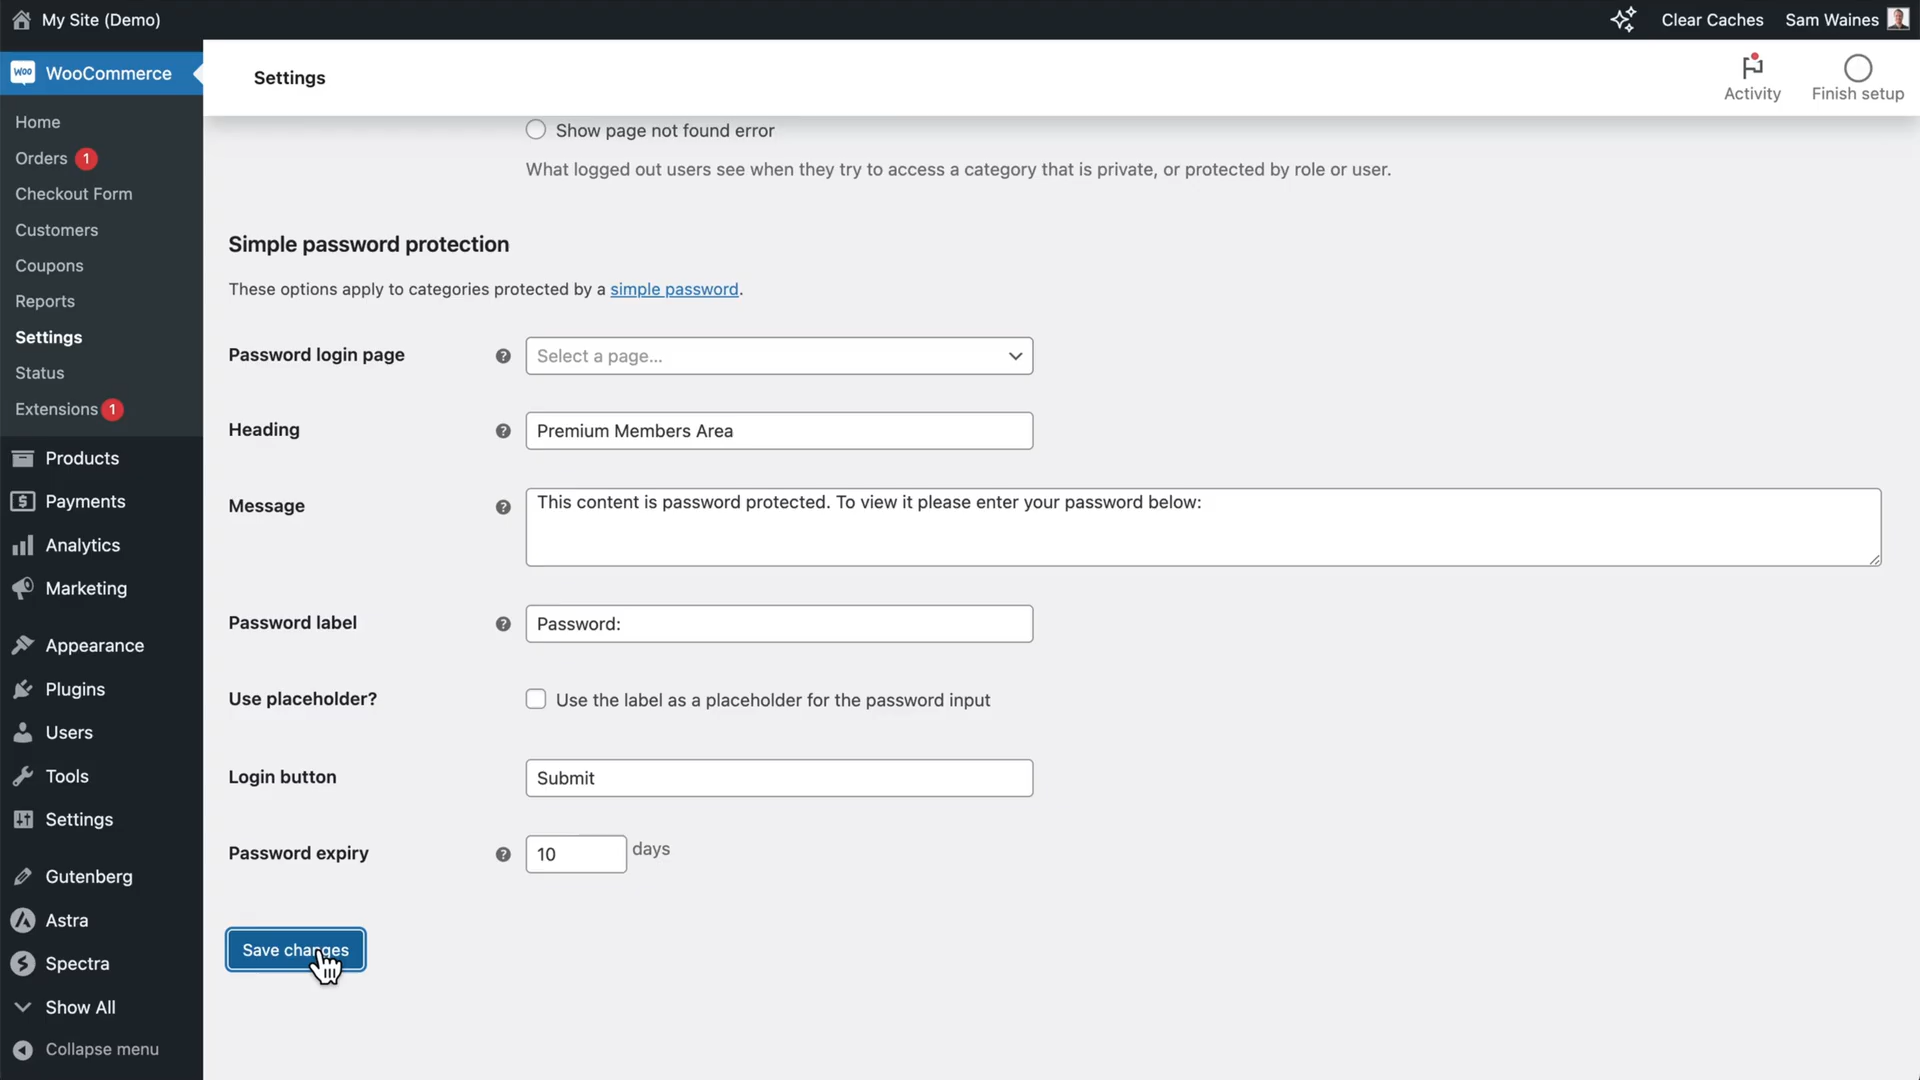 My Site (Demo)
Clear Caches
Sam Waines
WOO
WooCommerce
Home
Orders 1
Checkout Form
Customers
Coupons
Reports
Settings
Status
Extensions 1
Products
Payments
Analytics
Marketing
Appearance
Plugins
Users
Tools
Settings
Gutenberg
Astra
Spectra
Show All
Collapse menu
Settings
Activity
Finish setup
Show page not found error
What logged out users see when they try to access a category that is private, or protected by role or user.
Simple password protection
These options apply to categories protected by a simple password.
Password login page
Select a page...
Heading
Premium Members Area
Message
This content is password protected. To view it please enter your password below:
Password label
Password:
Use placeholder?
Use the label as a placeholder for the password input
Login button
Submit
Password expiry
10 days
Save changes